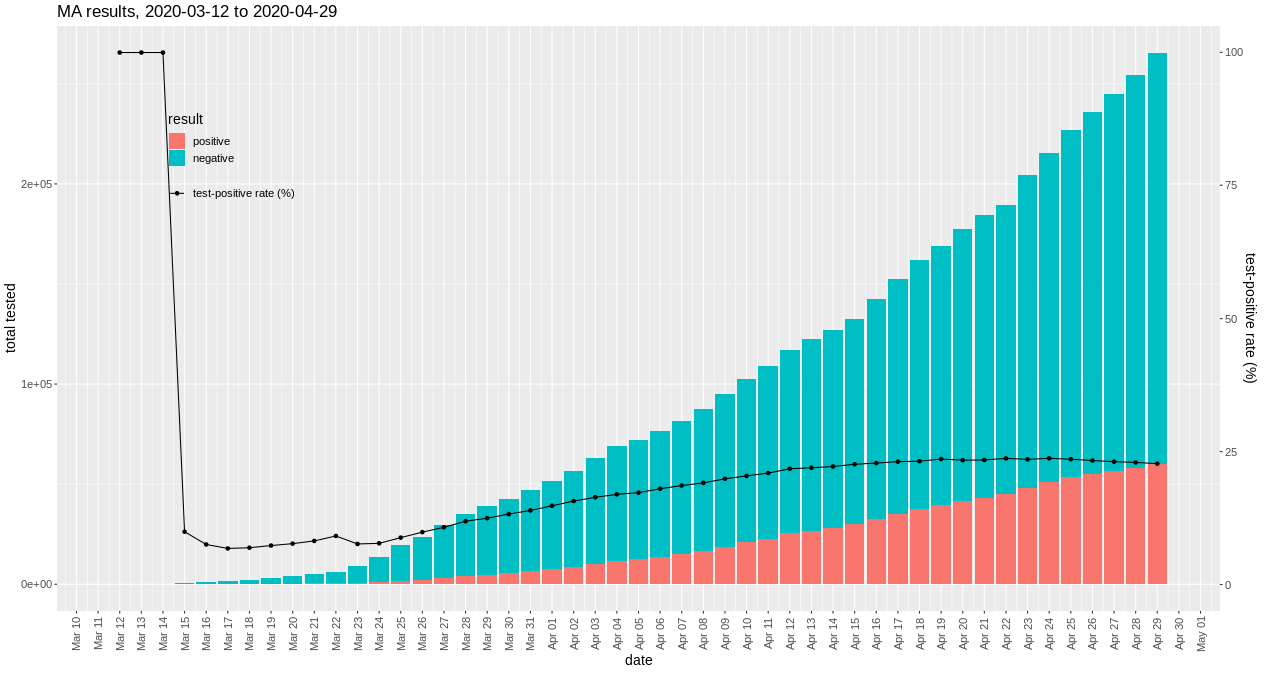 MA results, 2020-03-12 to 2020-04-29
result
positive
negative
test-positive rate (%)
total tested
2e+05
1e+05
0e+00
100
75
50
25
0
test-positive rate (%)
Mar 10
Mar 11
Mar 12
Mar 13
Mar 14
Mar 15
Mar 16
Mar 17
Mar 18
Mar 19
Mar 20
Mar 21
Mar 22
Mar 23
Mar 24
Mar 25
Mar 26
Mar 27
Mar 28
Mar 29
Mar 30
Mar 31
Apr 01
Apr 02
Apr 03
Apr 04
Apr 05
Apr 06
Apr 07
Apr 08
Apr 09
Apr 10
Apr 11
Apr 12
Apr 13
Apr 14
Apr 15
Apr 16
Apr 17
Apr 18
Apr 19
Apr 20
Apr 21
Apr 22
Apr 23
Apr 24
Apr 25
Apr 26
Apr 27
Apr 28
Apr 29
Apr 30
May 01
date